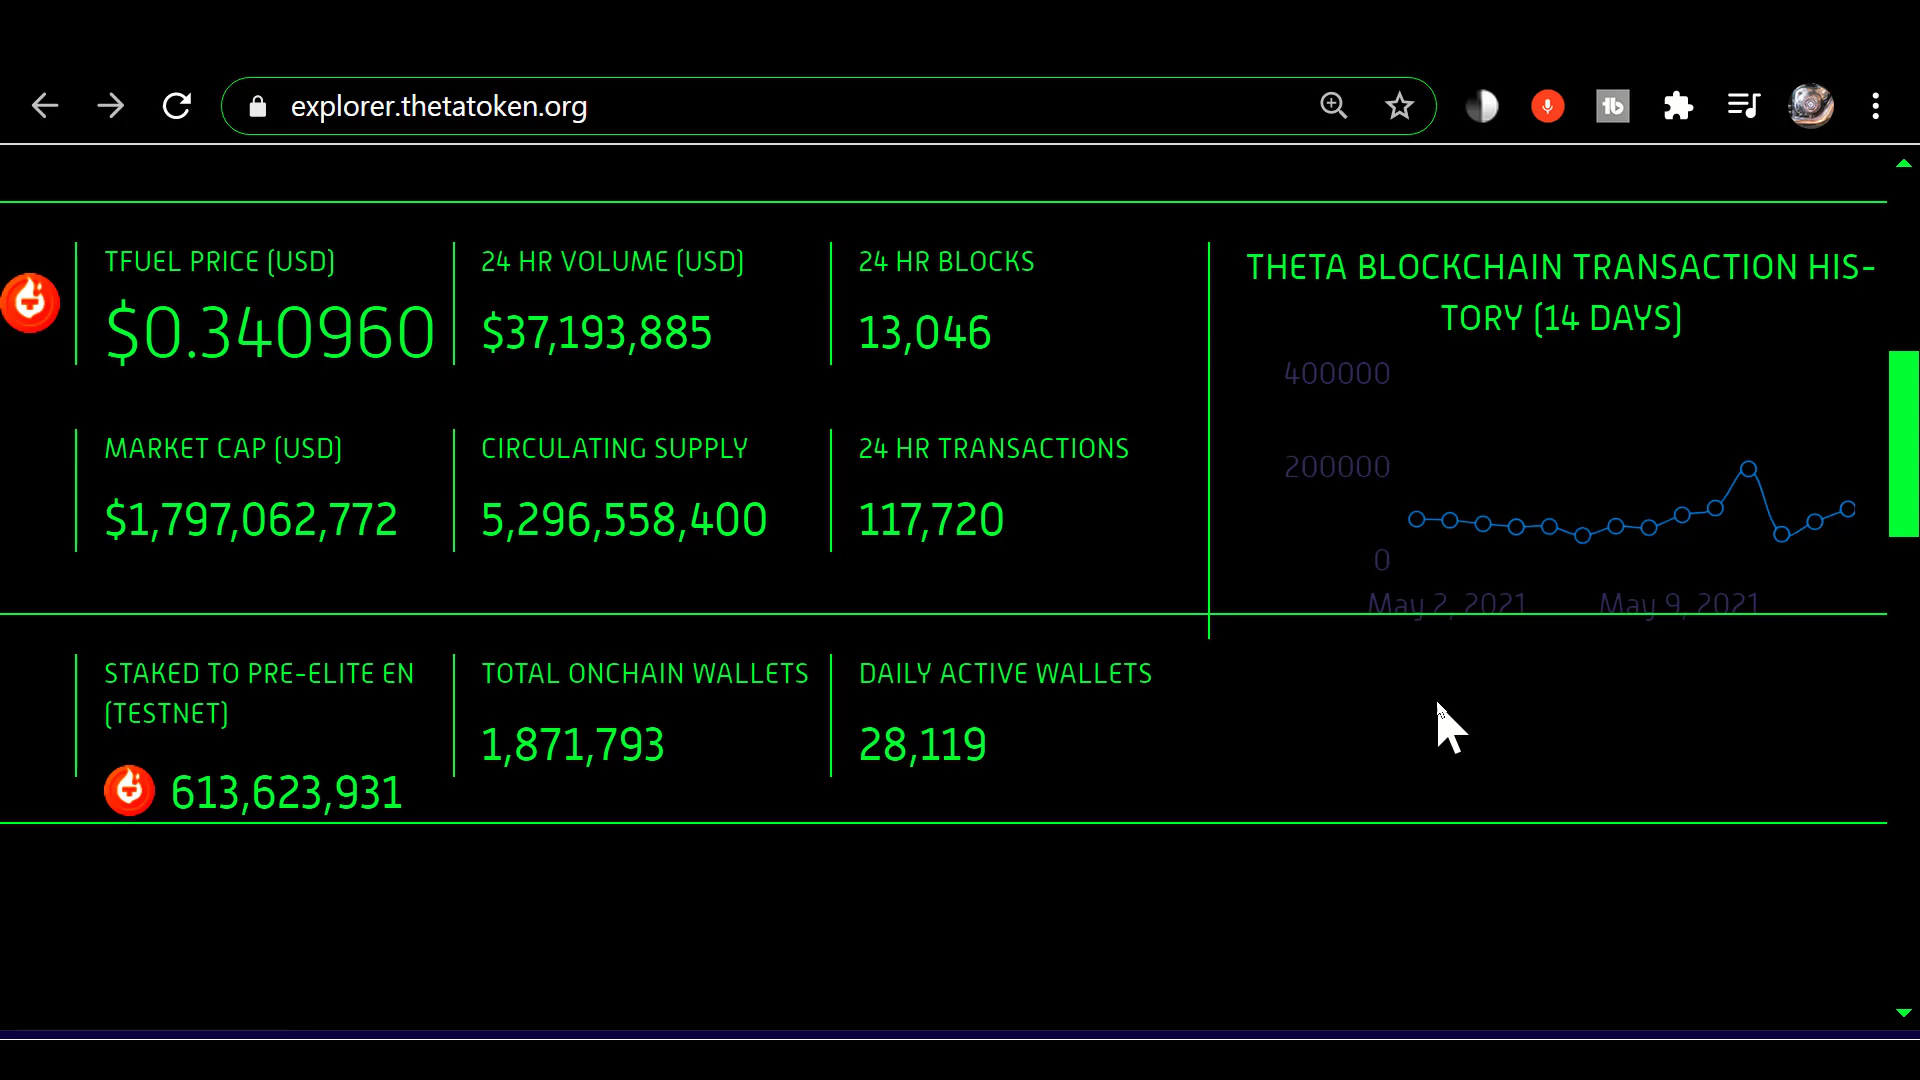 explorer.thetatoken.org
TFUEL PRICE (USD)
$0.340960
24 HR VOLUME (USD)
$37,193,885
24 HR BLOCKS
13,046
MARKET CAP (USD)
$1,797,062,772
CIRCULATING SUPPLY
5,296,558,400
24 HR TRANSACTIONS
117,720
THETA BLOCKCHAIN TRANSACTION HIS-
TORY (14 DAYS)
400000
200000
0
May 2, 2021
May 9, 2021
STAKED TO PRE-ELITE EN
(TESTNET)
613,623,931
TOTAL ONCHAIN WALLETS
1,871,793
DAILY ACTIVE WALLETS
28,119